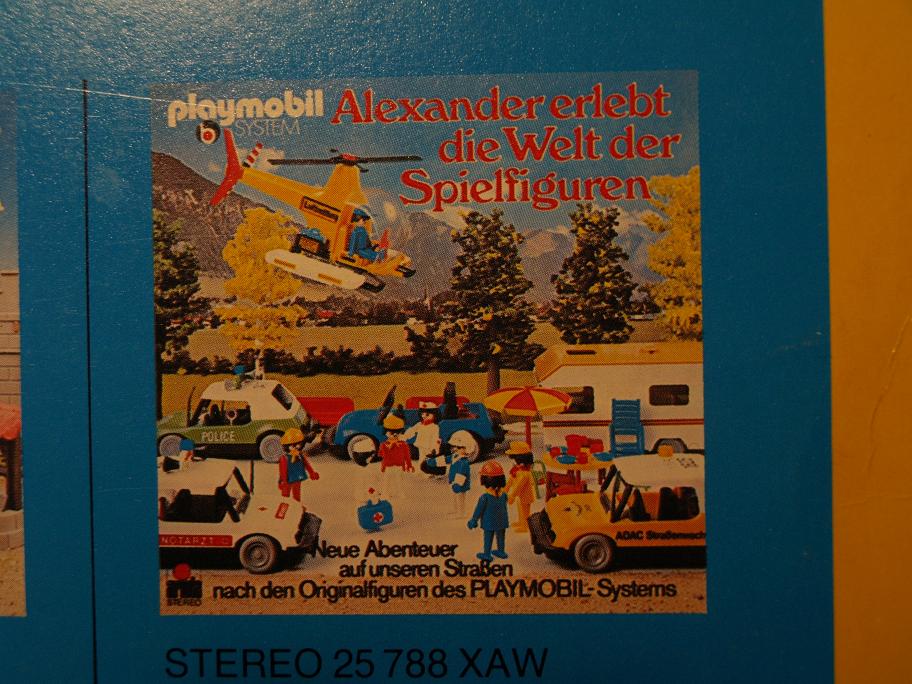 playmobil
SYSTEM
Alexander erlebt
die Welt der
Spielfiguren
POLICE
NOTARZT
ADAC Straßenwach
Neue Abenteuer
auf unseren Straßen
nach den Originalfiguren des PLAYMOBIL-Systems
STEREO
STEREO 25 788 XAW